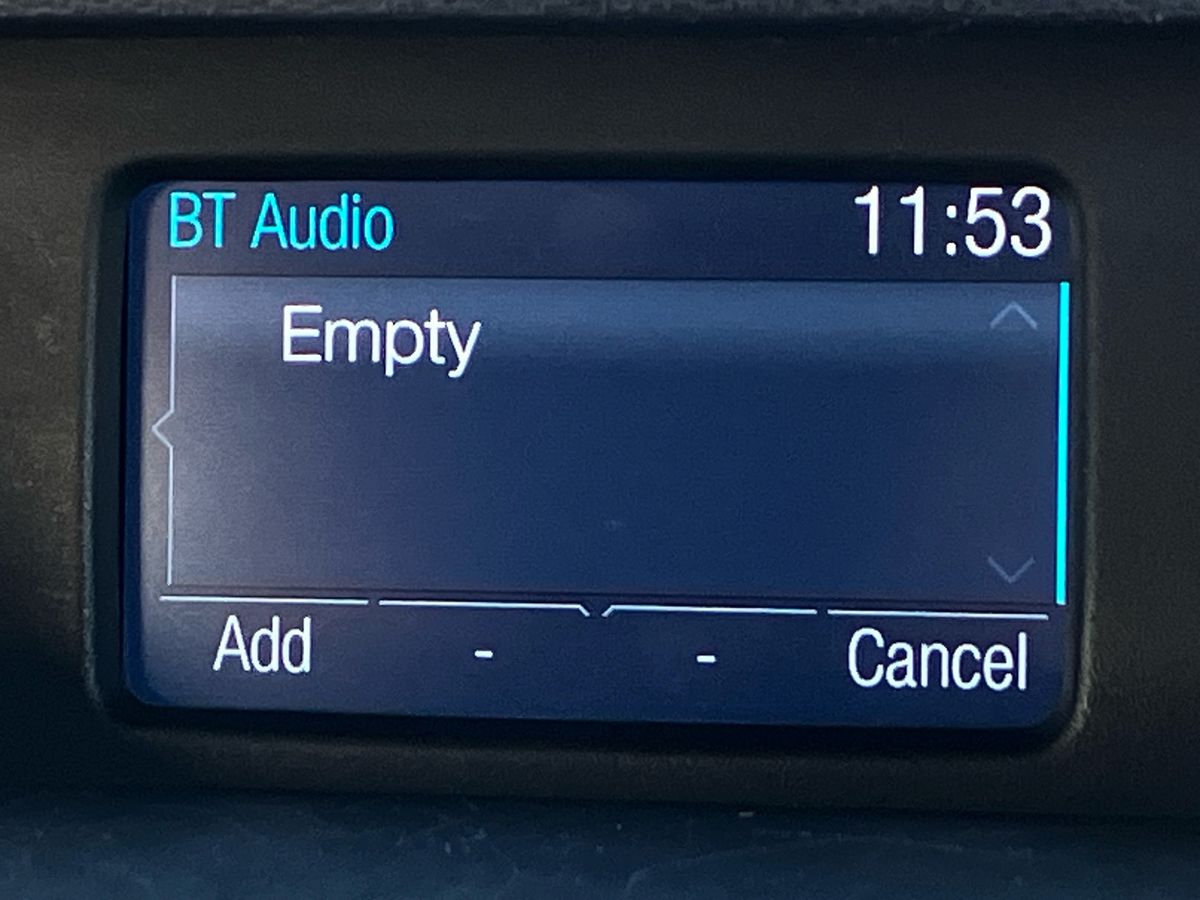 BT Audio 11:53
Empty
Add - - Cancel